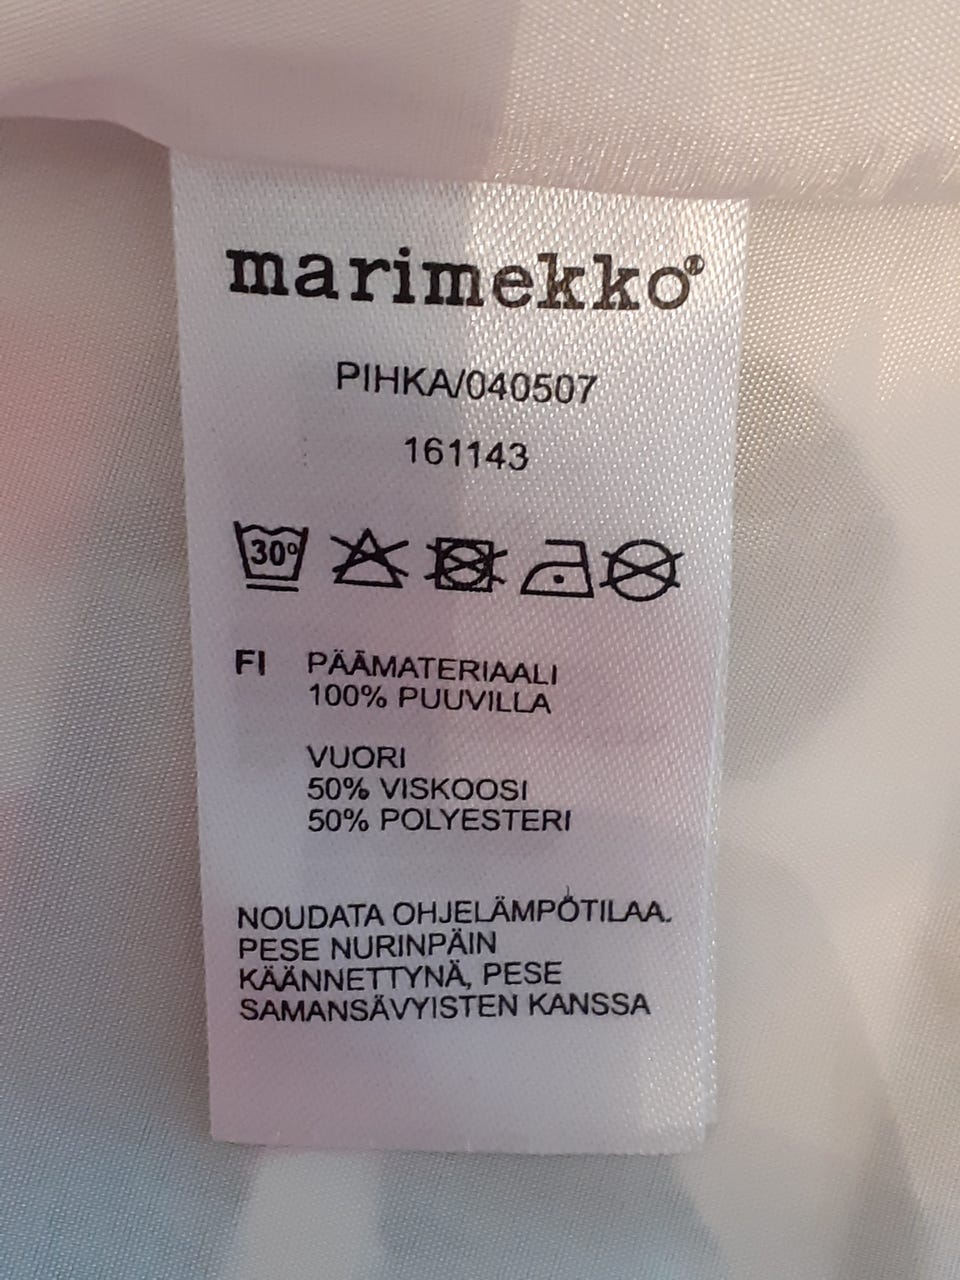 marimekko®
PIHKA/040507
161143
30°
FI PÄÄMATERIAALI
100% PUUVILLA
VUORI
50% VISKOOSI
50% POLYESTERI
NOUDATA OHJELÄMPÖTILAA.
PESE NURINPÄIN
KÄÄNNETTYNÄ, PESE
SAMANSÄVYISTEN KANSSA